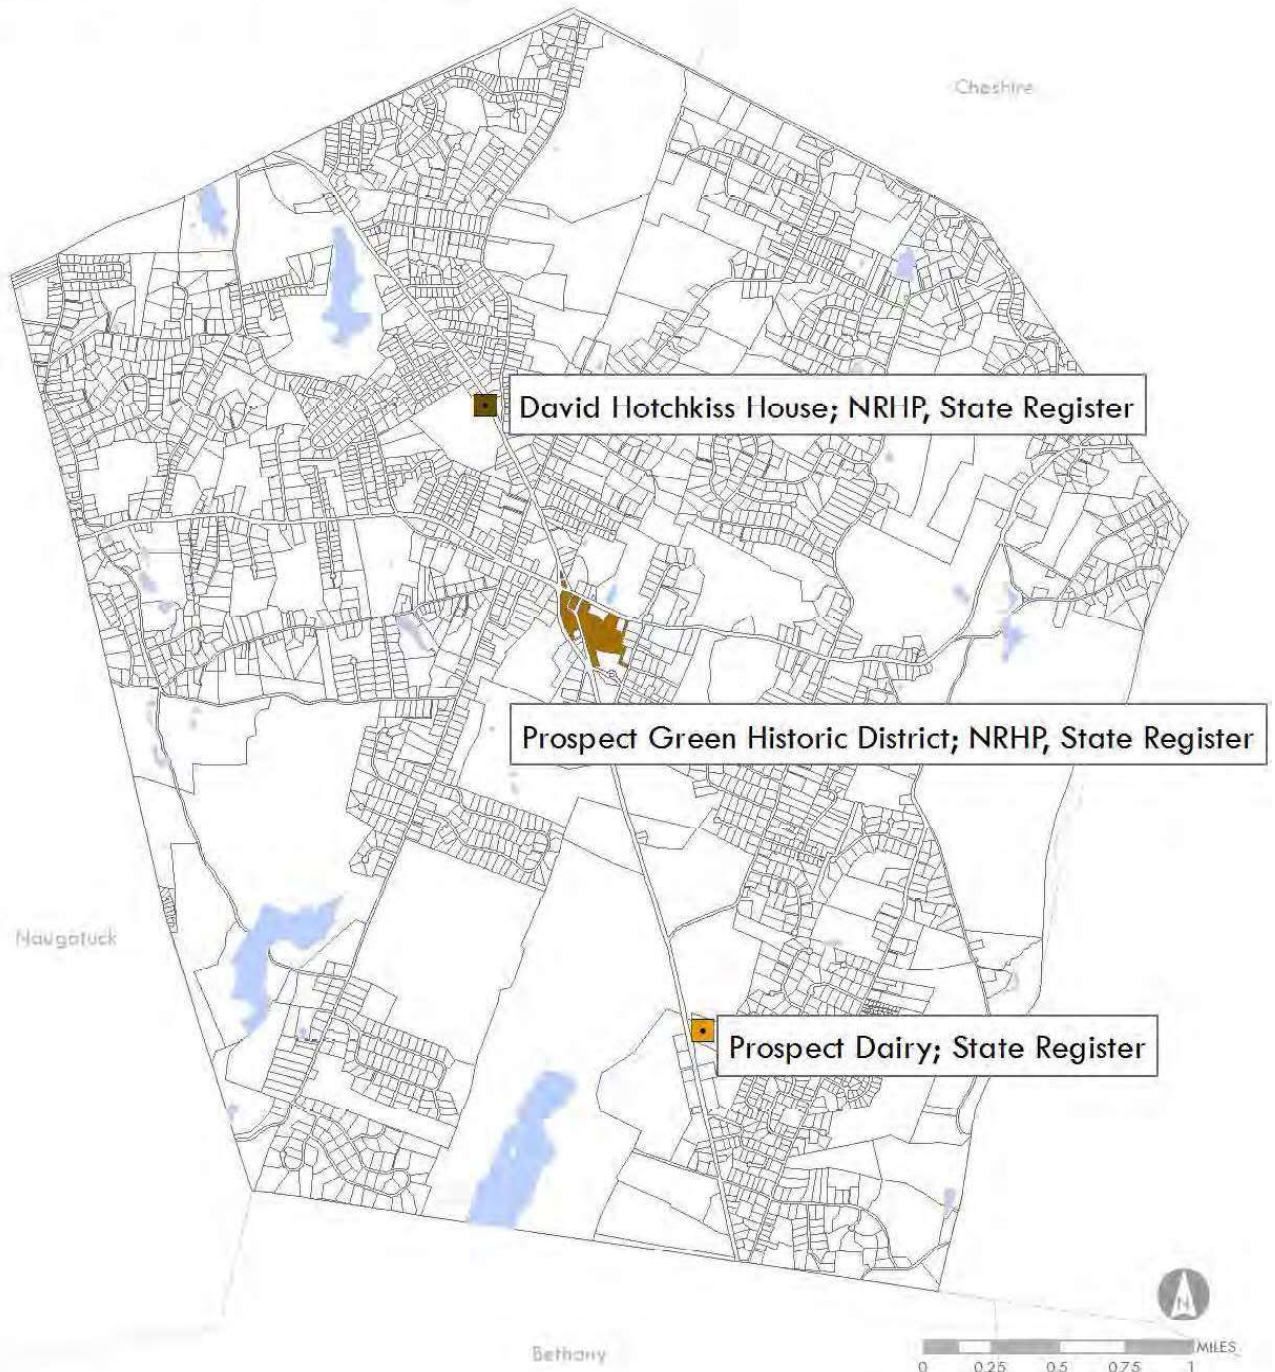 Cheshire
David Hotchkiss House; NRHP, State Register
Prospect Green Historic District; NRHP, State Register
Naugatuck
Prospect Dairy; State Register
N
MILES
0 0.25 0.5 0.75 1
Bethany